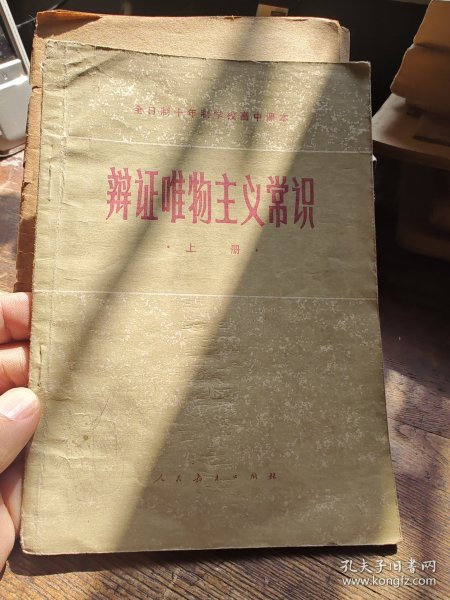 全日制十年制学校高中课本
辩证唯物主义常识
· 上 册 ·
人民教育出版社
孔夫子旧书网
www.kongfz.com